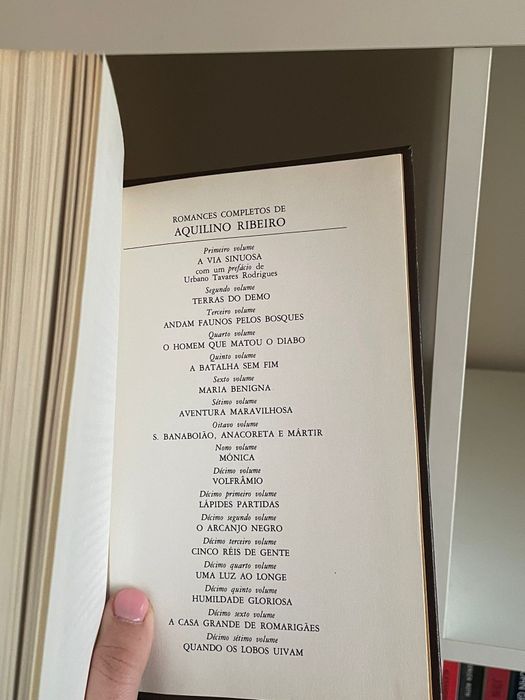 ROMANCES COMPLETOS DE
AQUILINO RIBEIRO
Primeiro volume
A VIA SINUOSA
com um prefácio de
Urbano Tavares Rodrigues
Segundo volume
TERRAS DO DEMO
Terceiro volume
ANDAM FAUNOS PELOS BOSQUES
Quarto volume
O HOMEM QUE MATOU O DIABO
Quinto volume
A BATALHA SEM FIM
Sexto volume
MARIA BENIGNA
Sétimo volume
AVENTURA MARAVILHOSA
Oitavo volume
S. BANABOIÃO, ANACORETA E MÁRTIR
Nono volume
MÓNICA
Décimo volume
VOLFRÂMIO
Décimo primeiro volume
LÁPIDES PARTIDAS
Décimo segundo volume
O ARCANJO NEGRO
Décimo terceiro volume
CINCO RÉIS DE GENTE
Décimo quarto volume
UMA LUZ AO LONGE
Décimo quinto volume
HUMILDADE GLORIOSA
Décimo sexto volume
A CASA GRANDE DE ROMARIGÃES
Décimo sétimo volume
QUANDO OS LOBOS UIVAM